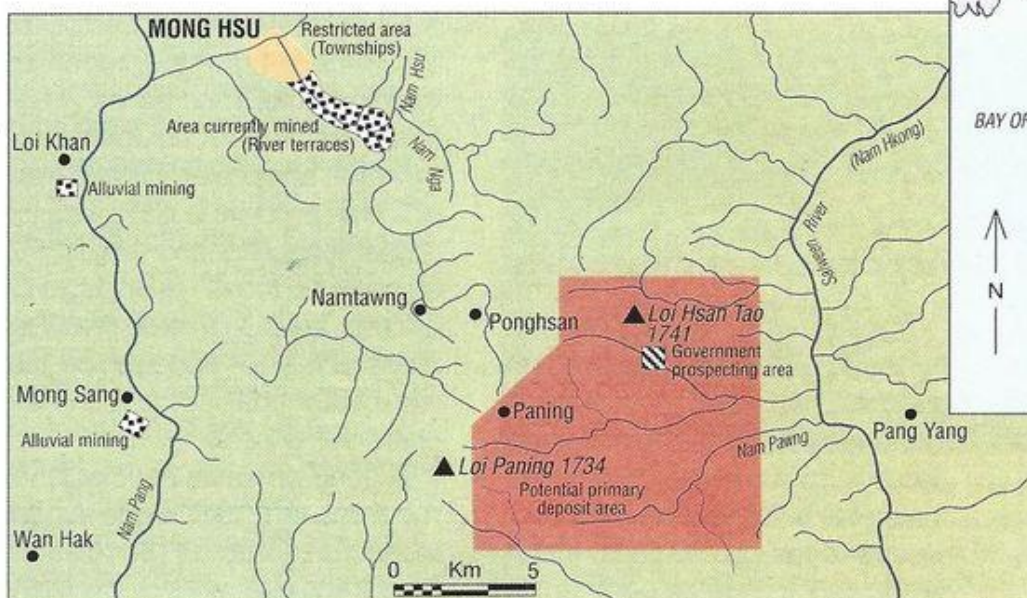 MONG HSU
Restricted area
(Townships)
Nam Hsu
Area currently mined
(River terraces)
Nam Nga
Loi Khan
Alluvial mining
(Nam Hkong)
BAY OF
Salween River
N
Namtawng
Ponghsan
Loi Hsan Tao
1741
Government
prospecting area
Mong Sang
Alluvial mining
Paning
Pang Yang
Nam Pawng
Loi Paning 1734
Potential primary
deposit area
Nam Pang
Wan Hak
0 Km 5